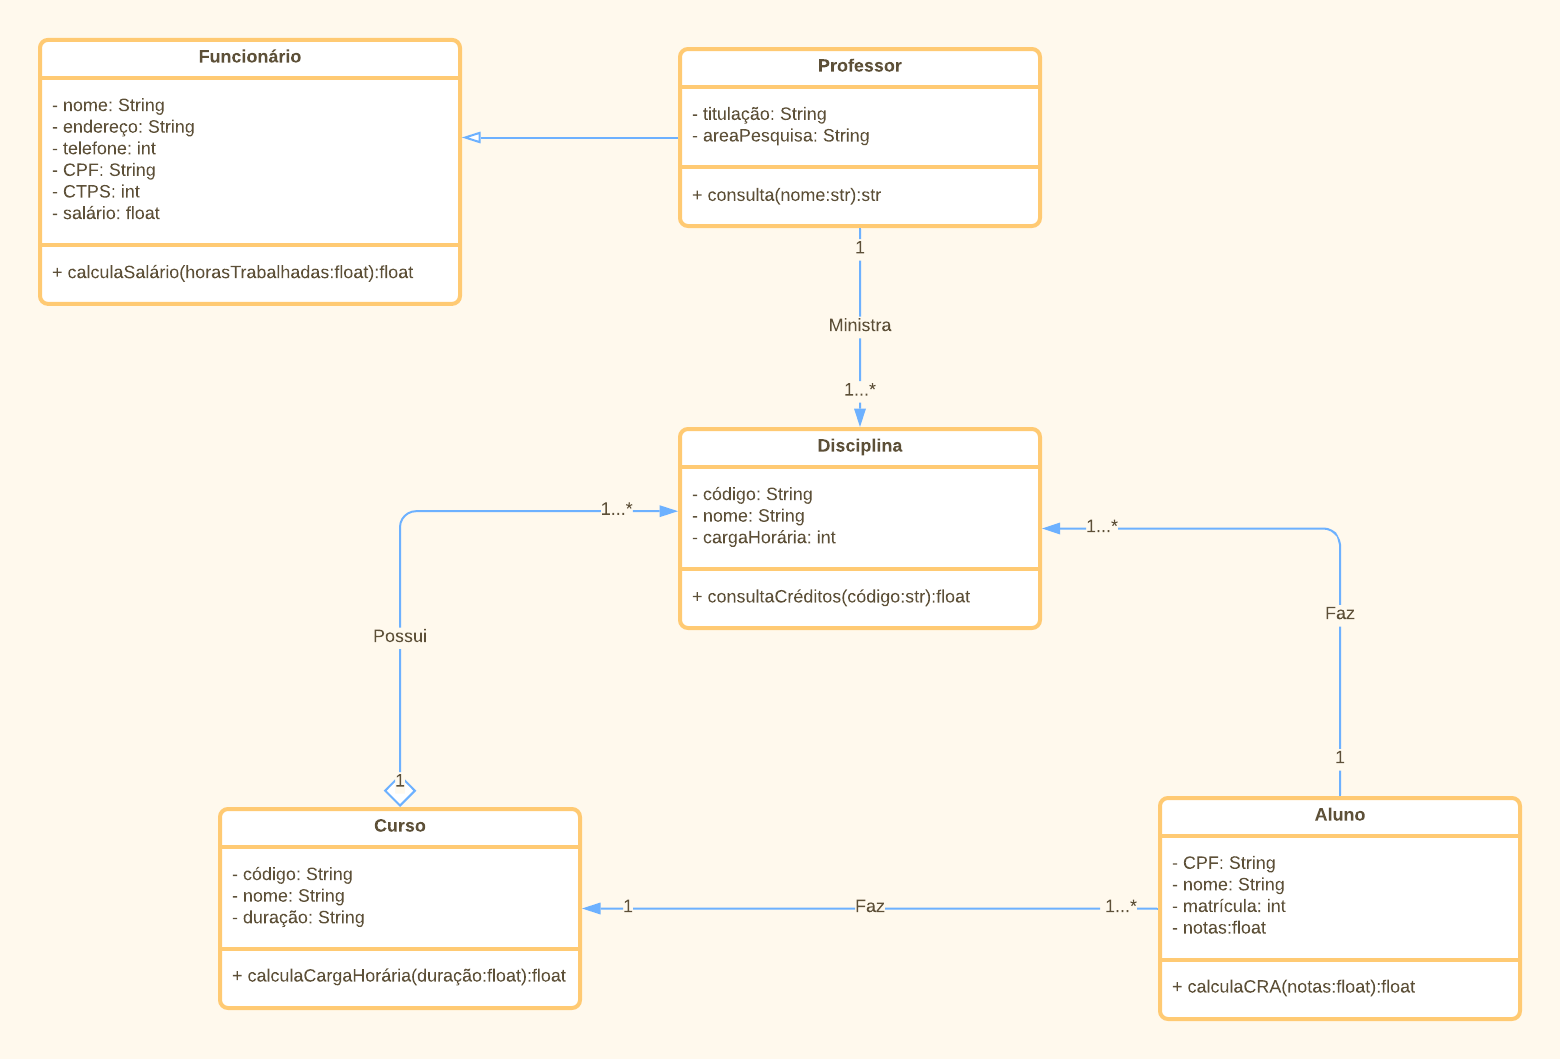 Funcionário
- nome: String
- endereço: String
- telefone: int
- CPF: String
- CTPS: int
- salário: float
+ calculaSalário(horasTrabalhadas:float):float
Professor
- titulação: String
- areaPesquisa: String
+ consulta(nome:str):str
1
Ministra
1...*
Disciplina
- código: String
- nome: String
- cargaHorária: int
+ consultaCréditos(código:str):float
1...*
Possui
1
1...*
Faz
1
Curso
- código: String
- nome: String
- duração: String
+ calculaCargaHorária(duração:float):float
1
Faz
1...*
Aluno
- CPF: String
- nome: String
- matrícula: int
- notas:float
+ calculaCRA(notas:float):float